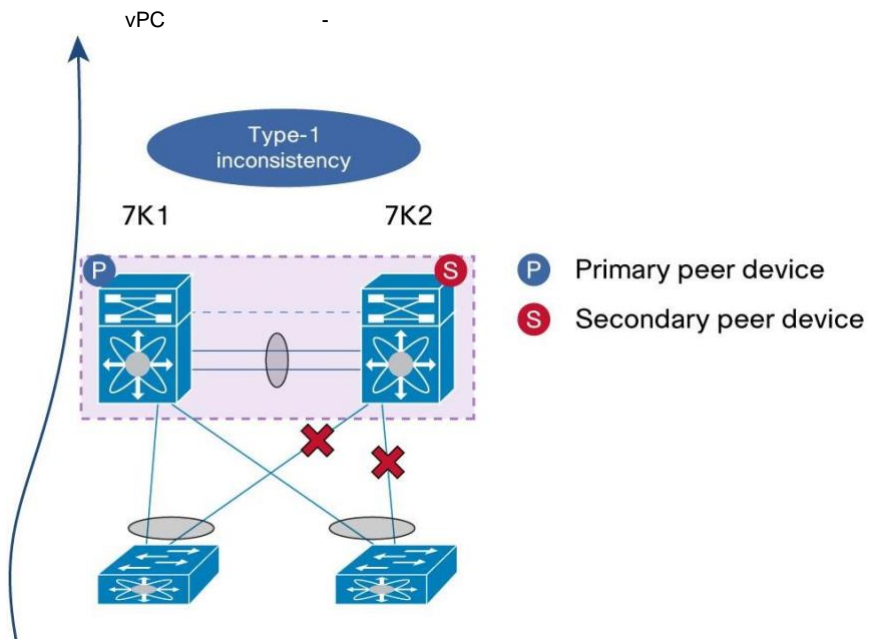 vPC -
Type-1
inconsistency
7K1 7K2
P S
P Primary peer device
S Secondary peer device